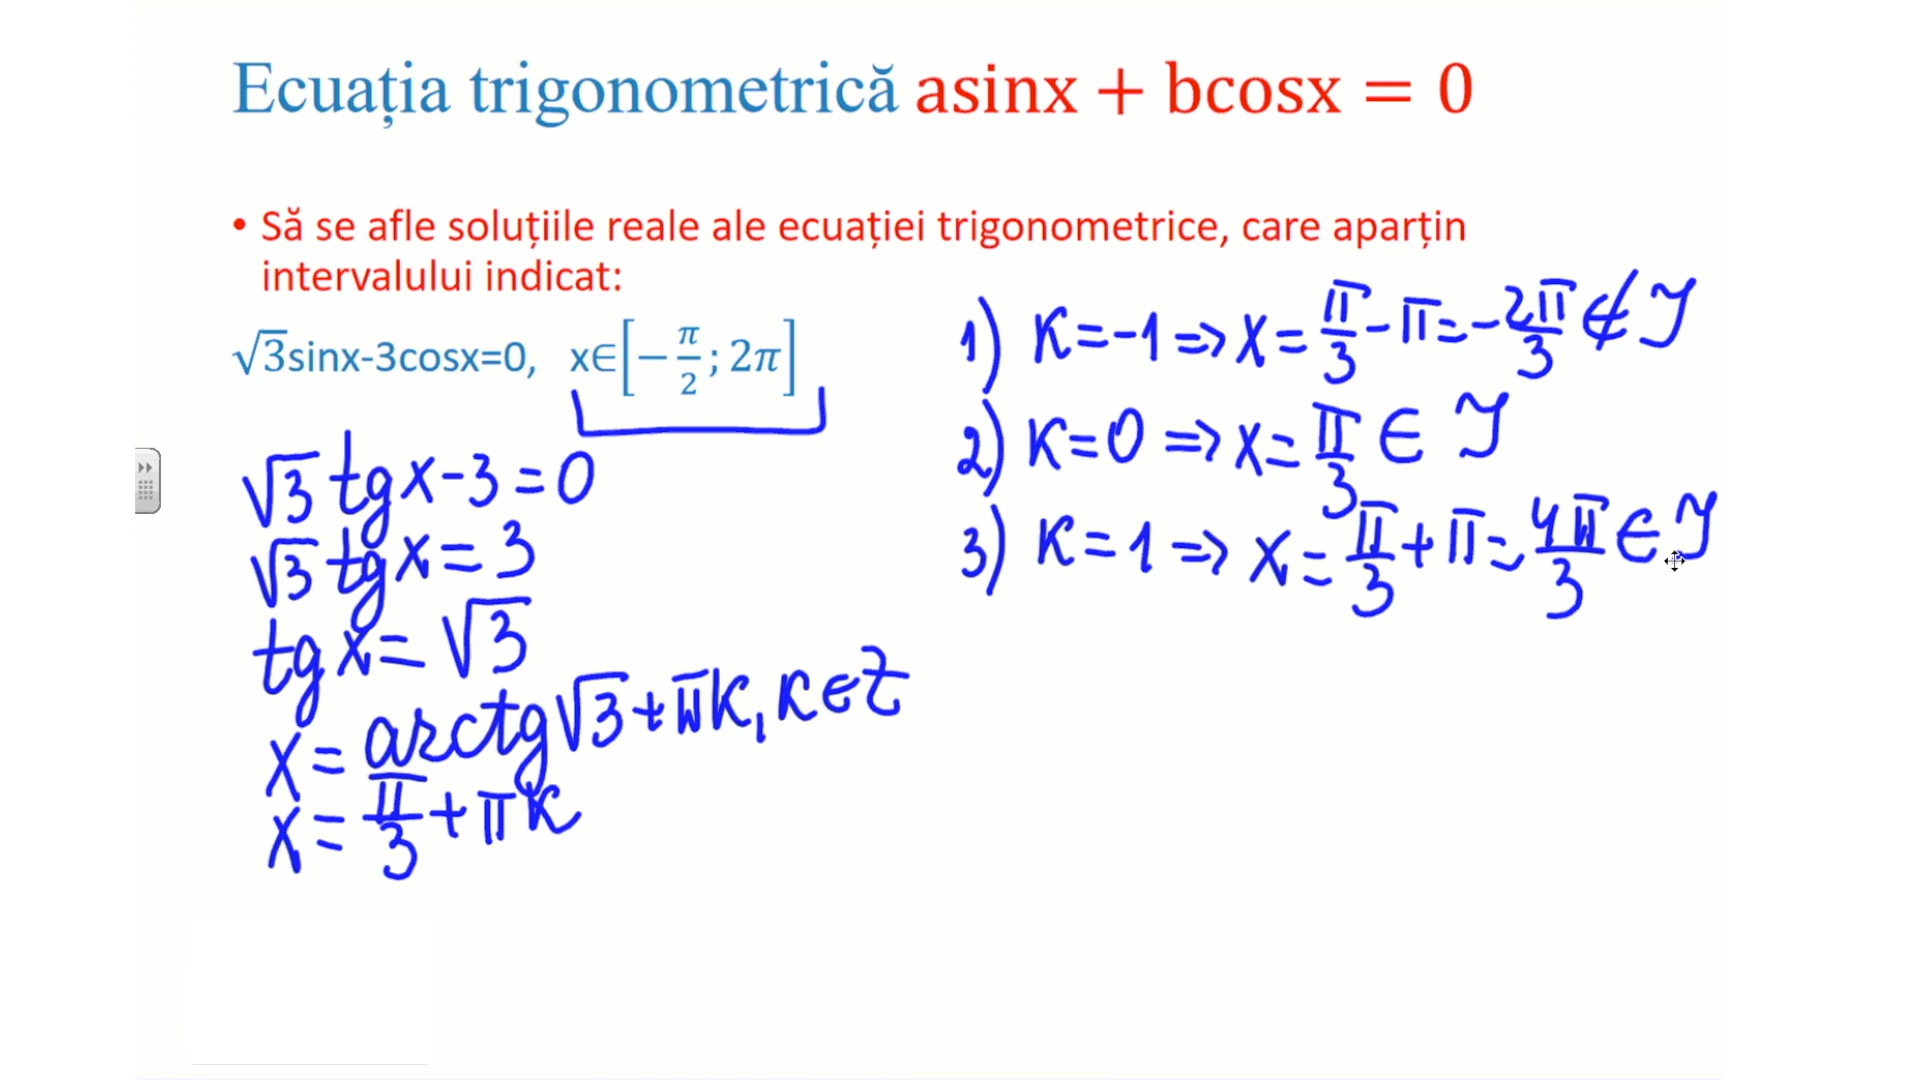 Ecuația trigonometrică asinx + bcosx = 0
• Să se afle soluțiile reale ale ecuației trigonometrice, care aparțin
intervalului indicat:
√3sinx-3cosx=0, x∈[−π/2; 2π]
√3 tgx-3=0
√3 tgx=3
tgx=√3
x=arctg√3+πk, k∈Z
x=π/3+πk
1) k=-1⇒x=π/3-π=-2π/3∉I
2) k=0⇒x=π/3∈I
3) k=1⇒x=π/3+π=4π/3∈I